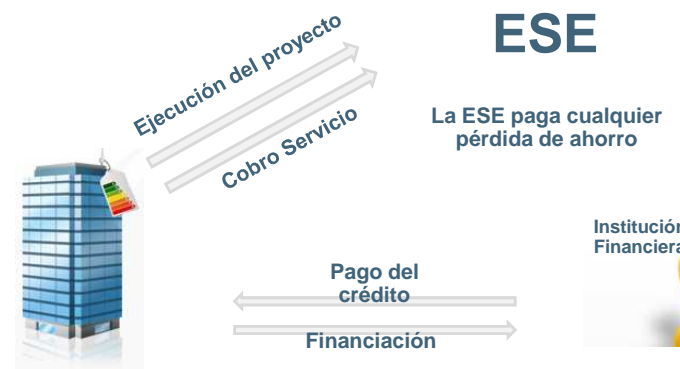 ESE
Ejecución del proyecto
Cobro Servicio
La ESE paga cualquier
pérdida de ahorro
Institución
Financiera
Pago del
crédito
Financiación